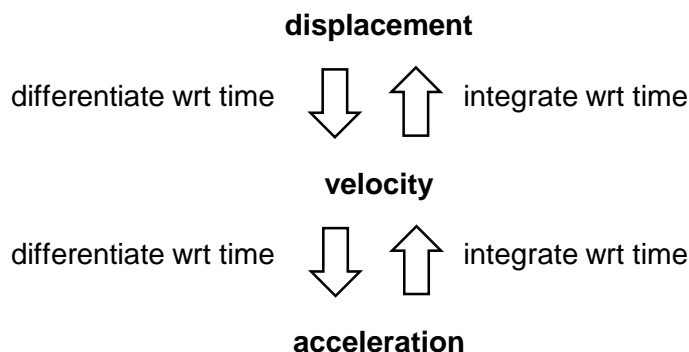 displacement
differentiate wrt time integrate wrt time
velocity
differentiate wrt time integrate wrt time
acceleration